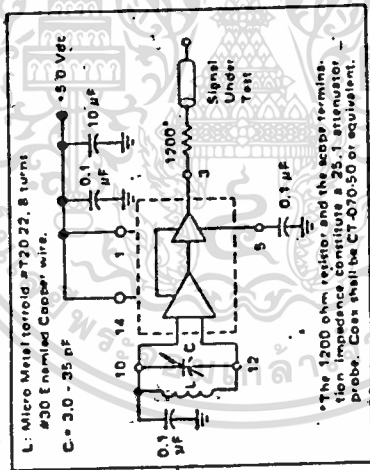 L: Micro Metal torroid #T20 22, 8 turns
#30 Enameled Copper wire.
C = 3.0 - 35 pF
+5.0 Vdc
0.1 µF
10 µF
1200*
Signal
Under
Test
14
1
3
5
0.1 µF
10
12
L
C
0.1 µF
*The 1200 ohm resistor and the scope termina-
tion impedance constitute a 25:1 attenuator
probe. Coax shall be CT-070-50 or equivalent.